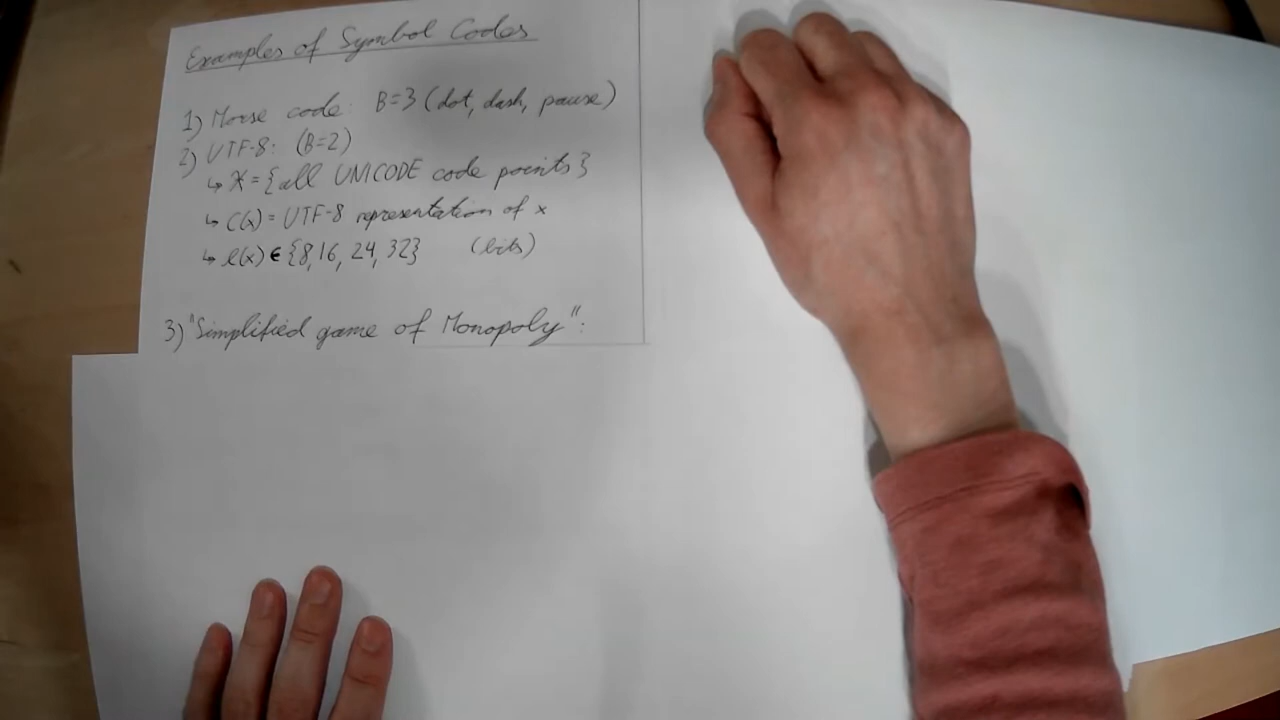 Examples of Symbol Codes
1) Morse code: B=3 (dot, dash, pause)
2) UTF-8: (B=2)
↳ X = {all UNICODE code points}
↳ C(x) = UTF-8 representation of x
↳ ℓ(x) ∈ {8, 16, 24, 32} (bits)
3) "Simplified game of Monopoly":